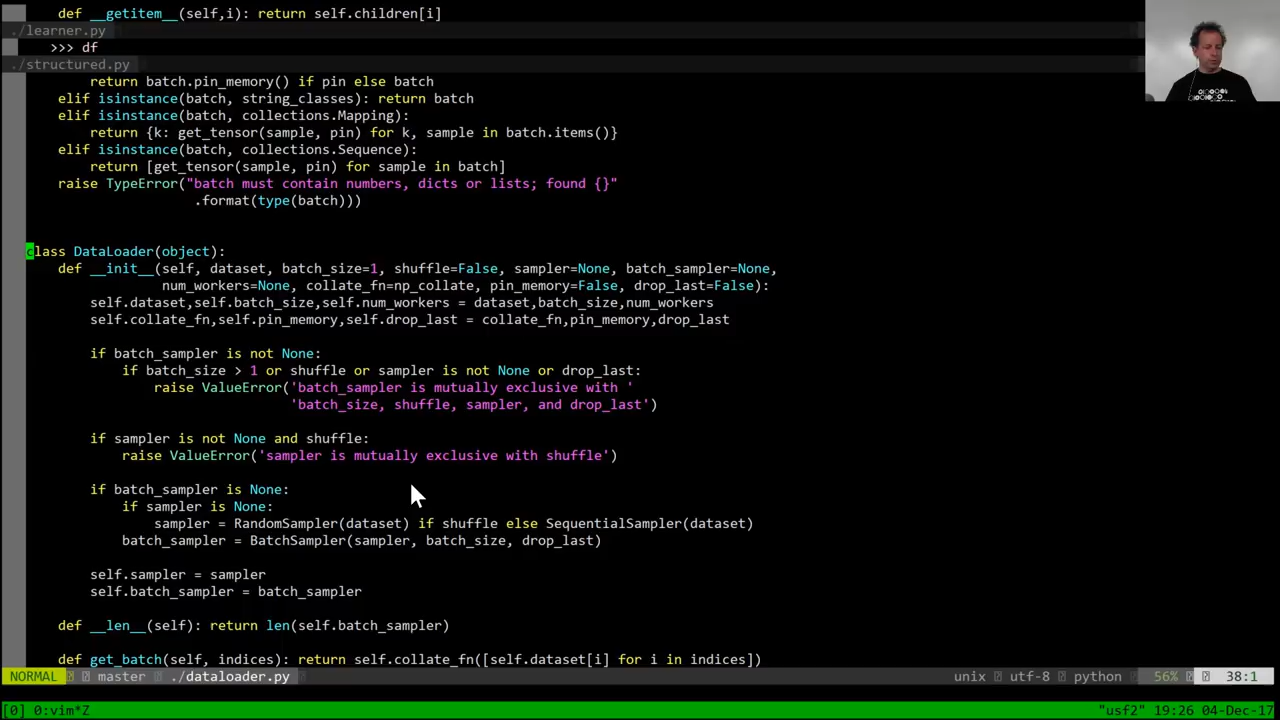 def __getitem__(self,i): return self.children[i]
./learner.py
>>> df
./structured.py
return batch.pin_memory() if pin else batch
elif isinstance(batch, string_classes): return batch
elif isinstance(batch, collections.Mapping):
return {k: get_tensor(sample, pin) for k, sample in batch.items()}
elif isinstance(batch, collections.Sequence):
return [get_tensor(sample, pin) for sample in batch]
raise TypeError("batch must contain numbers, dicts or lists; found {}"
.format(type(batch)))
class DataLoader(object):
def __init__(self, dataset, batch_size=1, shuffle=False, sampler=None, batch_sampler=None,
num_workers=None, collate_fn=np_collate, pin_memory=False, drop_last=False):
self.dataset,self.batch_size,self.num_workers = dataset,batch_size,num_workers
self.collate_fn,self.pin_memory,self.drop_last = collate_fn,pin_memory,drop_last
if batch_sampler is not None:
if batch_size > 1 or shuffle or sampler is not None or drop_last:
raise ValueError('batch_sampler is mutually exclusive with '
'batch_size, shuffle, sampler, and drop_last')
if sampler is not None and shuffle:
raise ValueError('sampler is mutually exclusive with shuffle')
if batch_sampler is None:
if sampler is None:
sampler = RandomSampler(dataset) if shuffle else SequentialSampler(dataset)
batch_sampler = BatchSampler(sampler, batch_size, drop_last)
self.sampler = sampler
self.batch_sampler = batch_sampler
def __len__(self): return len(self.batch_sampler)
def get_batch(self, indices): return self.collate_fn([self.dataset[i] for i in indices])
NORMAL master ./dataloader.py unix utf-8 python 56% 38:1
[0] 0:vim*Z "usf2" 19:26 04-Dec-17